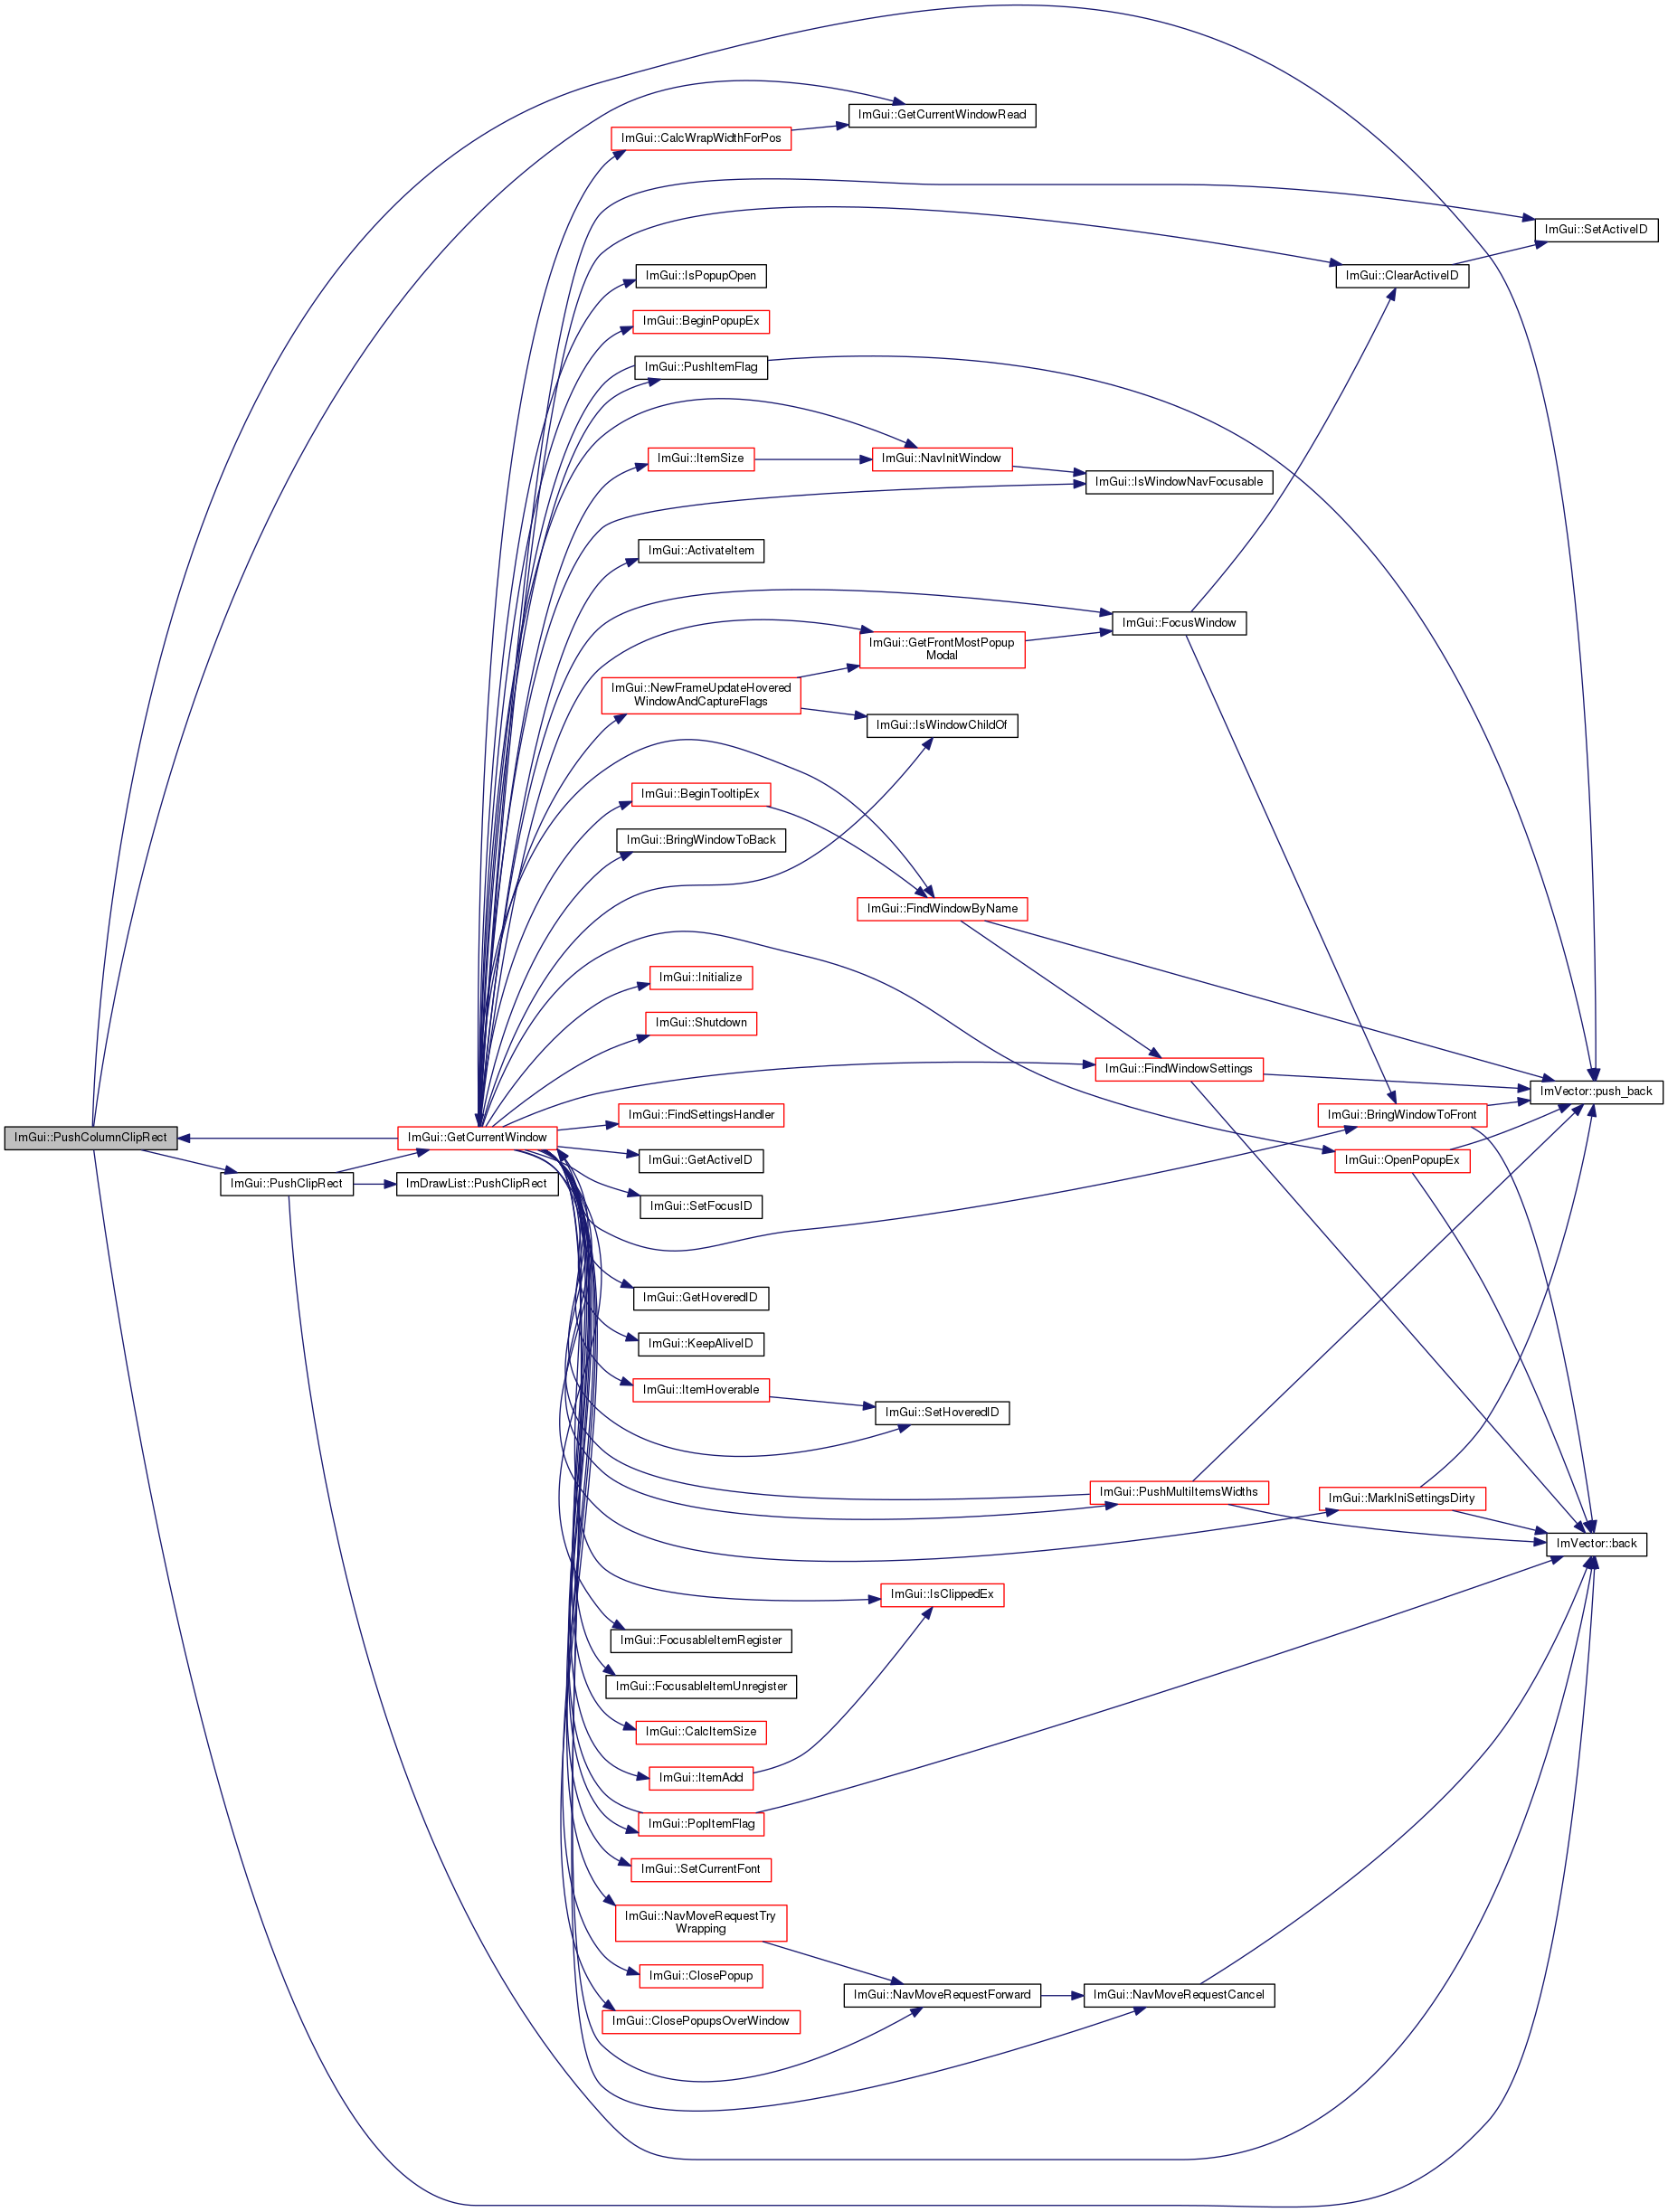 ImGui::GetCurrentWindowRead
ImGui::CalcWrapWidthForPos
ImGui::SetActiveID
ImGui::IsPopupOpen
ImGui::ClearActiveID
ImGui::BeginPopupEx
ImGui::PushItemFlag
ImGui::ItemSize
ImGui::NavInitWindow
ImGui::IsWindowNavFocusable
ImGui::ActivateItem
ImGui::FocusWindow
ImGui::GetFrontMostPopup
Modal
ImGui::NewFrameUpdateHovered
WindowAndCaptureFlags
ImGui::IsWindowChildOf
ImGui::BeginTooltipEx
ImGui::BringWindowToBack
ImGui::FindWindowByName
ImGui::Initialize
ImGui::Shutdown
ImGui::FindWindowSettings
ImVector::push_back
ImGui::FindSettingsHandler
ImGui::BringWindowToFront
ImGui::PushColumnClipRect
ImGui::GetCurrentWindow
ImGui::GetActiveID
ImGui::OpenPopupEx
ImGui::PushClipRect
ImDrawList::PushClipRect
ImGui::SetFocusID
ImGui::GetHoveredID
ImGui::KeepAliveID
ImGui::ItemHoverable
ImGui::SetHoveredID
ImGui::PushMultiItemsWidths
ImGui::MarkIniSettingsDirty
ImVector::back
ImGui::IsClippedEx
ImGui::FocusableItemRegister
ImGui::FocusableItemUnregister
ImGui::CalcItemSize
ImGui::ItemAdd
ImGui::PopItemFlag
ImGui::SetCurrentFont
ImGui::NavMoveRequestTry
Wrapping
ImGui::ClosePopup
ImGui::NavMoveRequestForward
ImGui::NavMoveRequestCancel
ImGui::ClosePopupsOverWindow